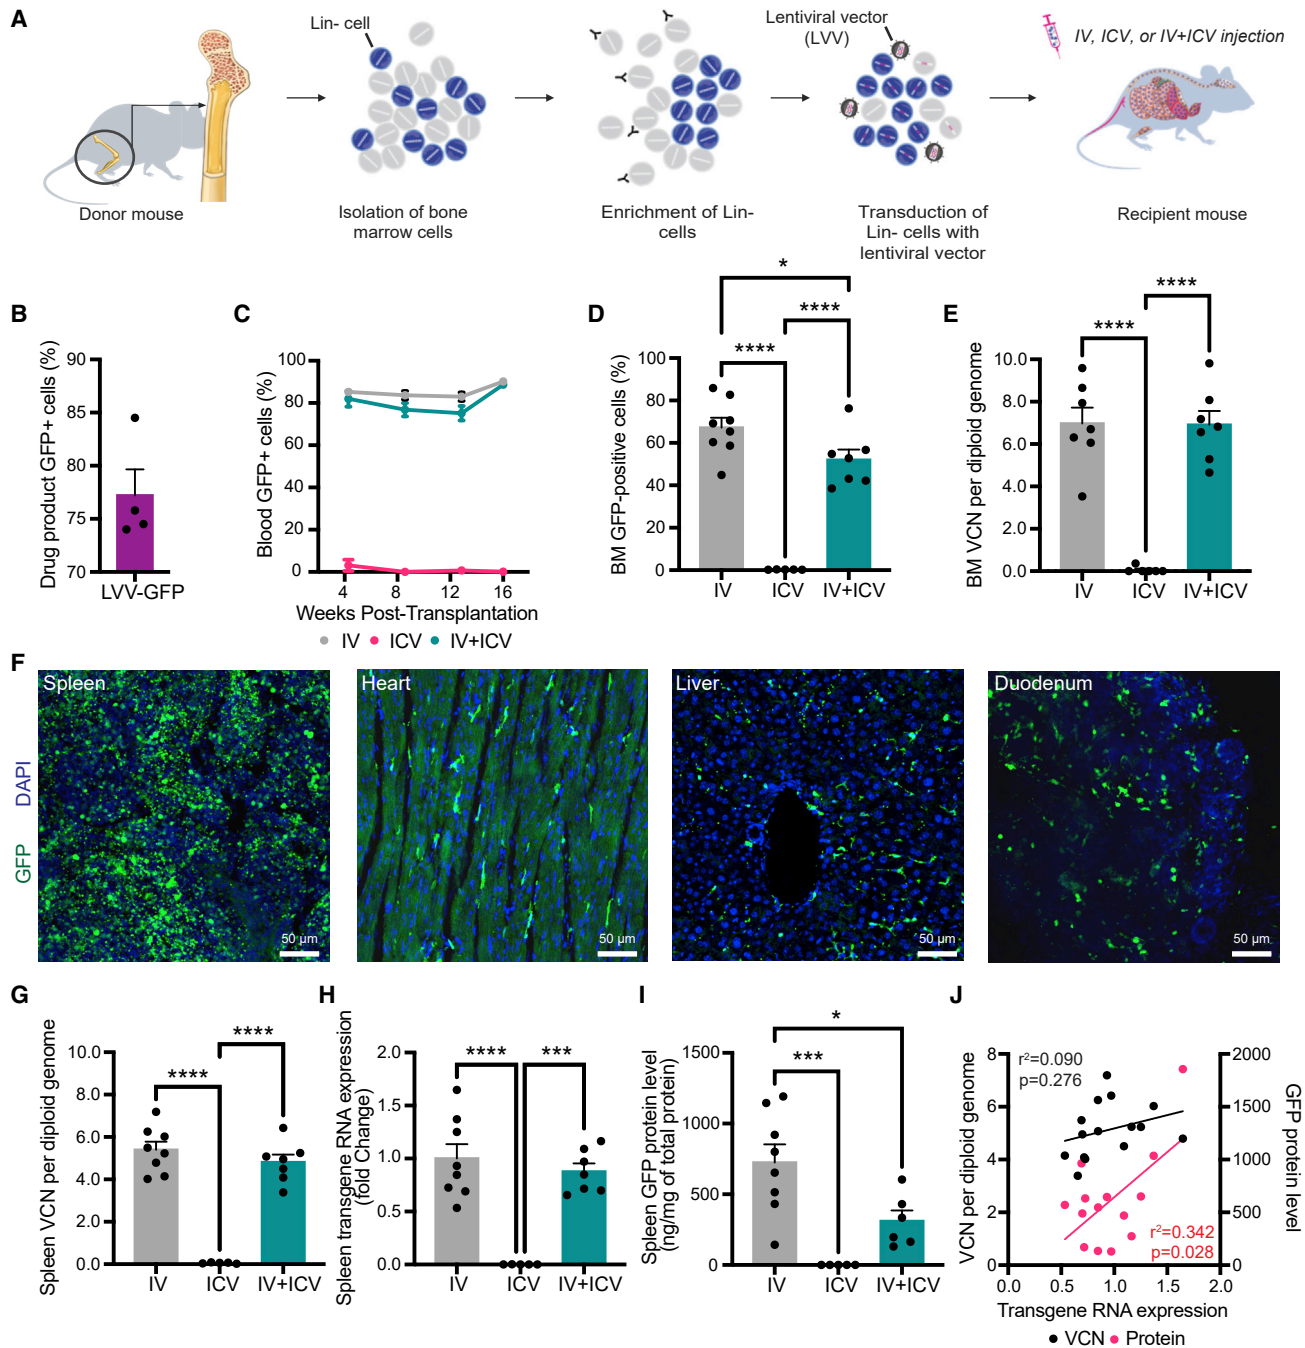 A
Lin- cell
Lentiviral vector
(LVV)
IV, ICV, or IV+ICV injection
Donor mouse
Isolation of bone
marrow cells
Enrichment of Lin-
cells
Transduction of
Lin- cells with
lentiviral vector
Recipient mouse
B
Drug product GFP+ cells (%)
90
85
80
75
70
LVV-GFP
C
Blood GFP+ cells (%)
100
80
60
40
20
0
4 8 12 16
Weeks Post-Transplantation
IV ICV IV+ICV
D
BM GFP-positive cells (%)
*
****
****
100
80
60
40
20
0
IV ICV IV+ICV
E
BM VCN per diploid genome
****
****
10.0
8.0
6.0
4.0
2.0
0.0
IV ICV IV+ICV
F
GFP DAPI
Spleen
50 µm
Heart
50 µm
Liver
50 µm
Duodenum
50 µm
G
Spleen VCN per diploid genome
****
****
10.0
8.0
6.0
4.0
2.0
0.0
IV ICV IV+ICV
H
Spleen transgene RNA expression
(fold Change)
**** ***
2.0
1.5
1.0
0.5
0.0
IV ICV IV+ICV
I
Spleen GFP protein level
(ng/mg of total protein)
*
***
1500
1000
500
0
IV ICV IV+ICV
J
VCN per diploid genome
8
6
4
2
0
r²=0.090
p=0.276
r²=0.342
p=0.028
2000
1500
1000
500
0
GFP protein level
0.0 0.5 1.0 1.5 2.0
Transgene RNA expression
VCN Protein